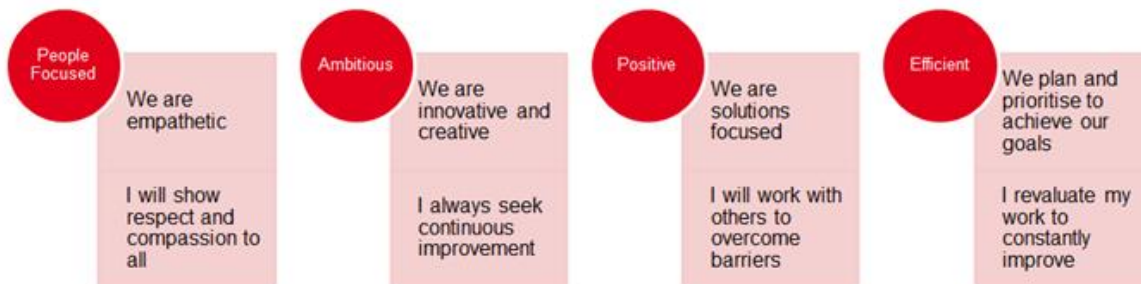 People
Focused
We are
empathetic
I will show
respect and
compassion to
all
Ambitious
We are
innovative and
creative
I always seek
continuous
improvement
Positive
We are
solutions
focused
I will work with
others to
overcome
barriers
Efficient
We plan and
prioritise to
achieve our
goals
I revaluate my
work to
constantly
improve